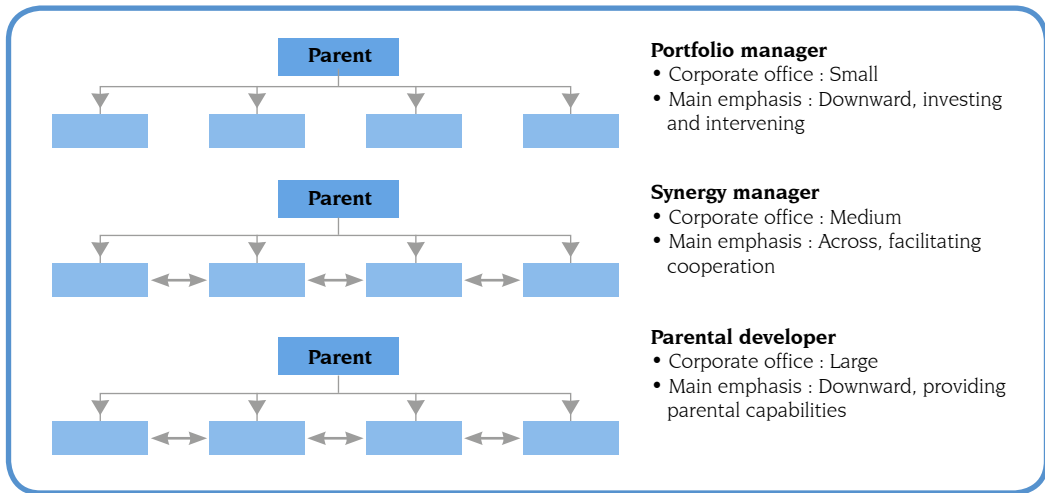 Parent
Portfolio manager
• Corporate office : Small
• Main emphasis : Downward, investing
and intervening
Parent
Synergy manager
• Corporate office : Medium
• Main emphasis : Across, facilitating
cooperation
Parent
Parental developer
• Corporate office : Large
• Main emphasis : Downward, providing
parental capabilities